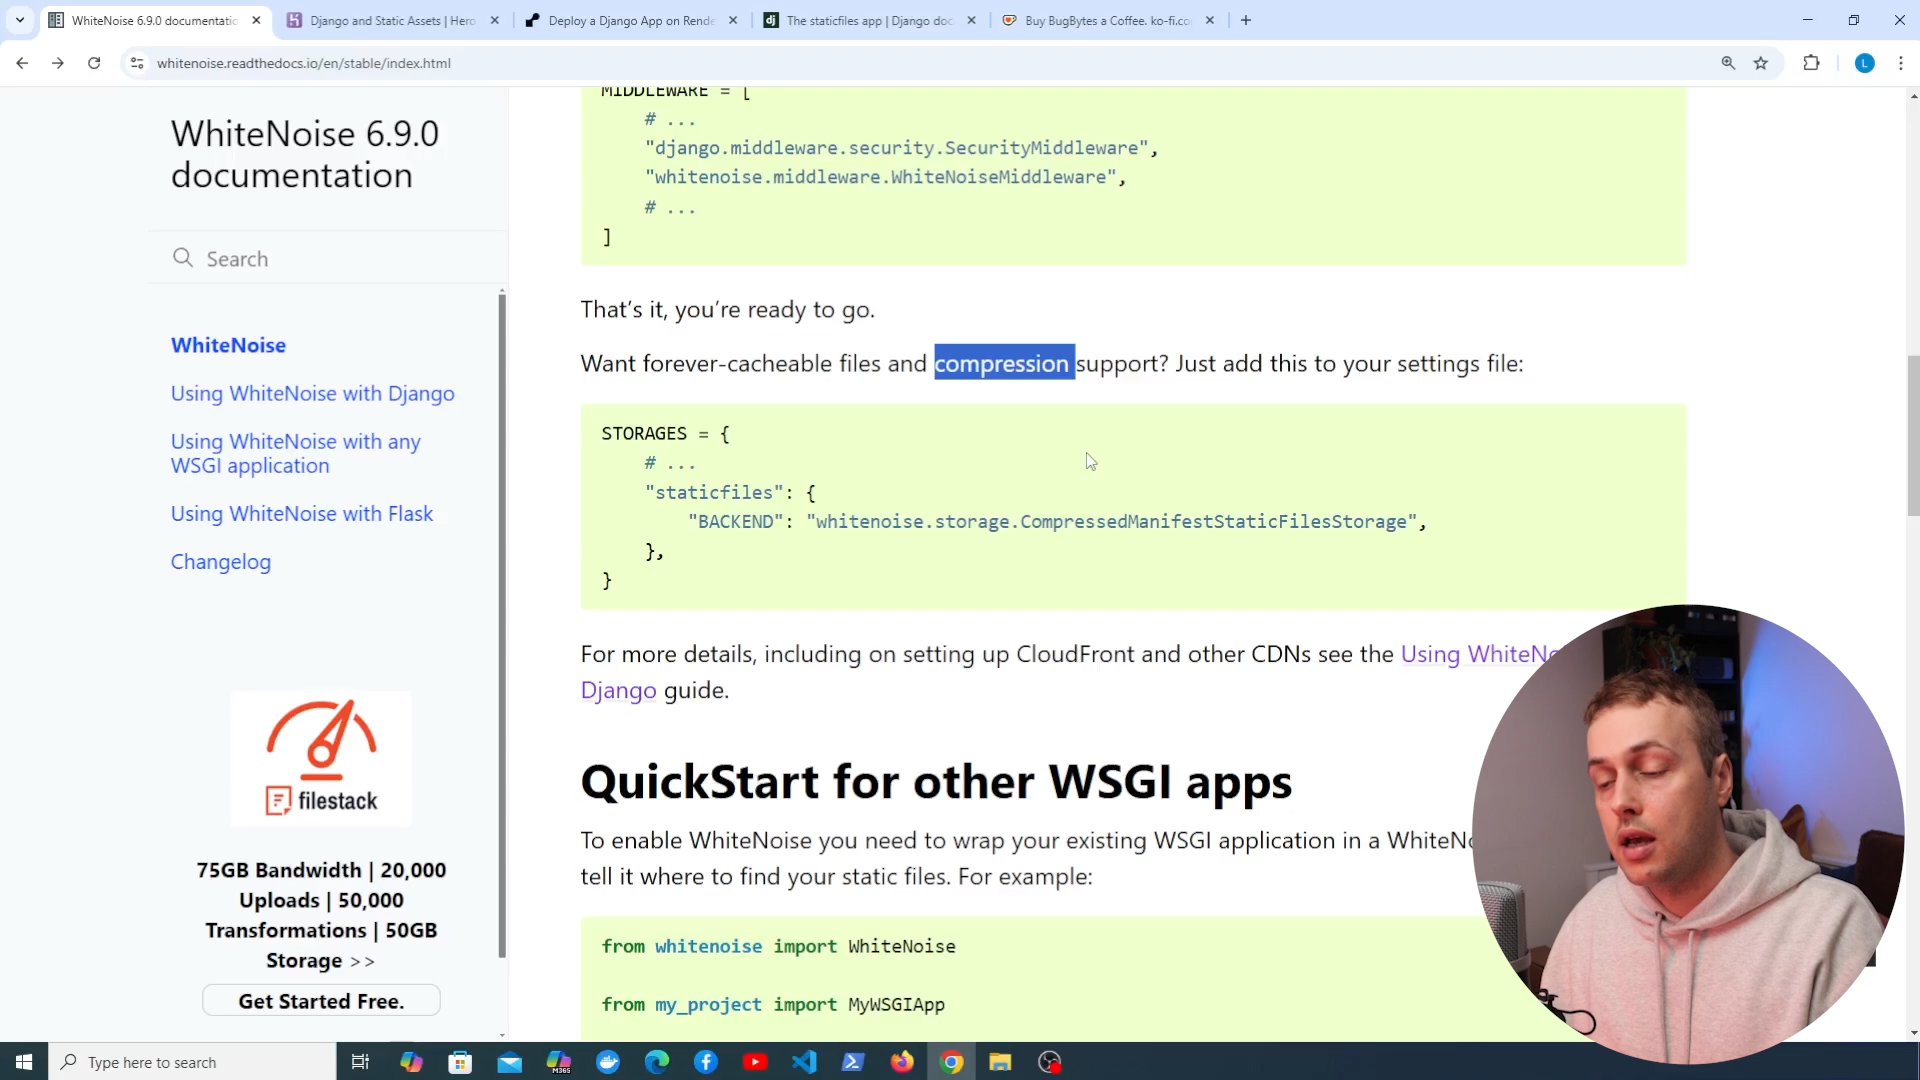 WhiteNoise 6.9.0 documentatio
Django and Static Assets | Hero
Deploy a Django App on Rende
The staticfiles app | Django doc
Buy BugBytes a Coffee. ko-fi.co
whitenoise.readthedocs.io/en/stable/index.html
L
WhiteNoise 6.9.0
documentation
Search
WhiteNoise
Using WhiteNoise with Django
Using WhiteNoise with any
WSGI application
Using WhiteNoise with Flask
Changelog
filestack
75GB Bandwidth | 20,000
Uploads | 50,000
Transformations | 50GB
Storage >>
Get Started Free.
MIDDLEWARE = [
# ...
"django.middleware.security.SecurityMiddleware",
"whitenoise.middleware.WhiteNoiseMiddleware",
# ...
]
That's it, you're ready to go.
Want forever-cacheable files and compression support? Just add this to your settings file:
STORAGES = {
# ...
"staticfiles": {
"BACKEND": "whitenoise.storage.CompressedManifestStaticFilesStorage",
},
}
For more details, including on setting up CloudFront and other CDNs see the Using WhiteNo
Django guide.
QuickStart for other WSGI apps
To enable WhiteNoise you need to wrap your existing WSGI application in a WhiteNo
tell it where to find your static files. For example:
from whitenoise import WhiteNoise
from my_project import MyWSGIApp
Type here to search